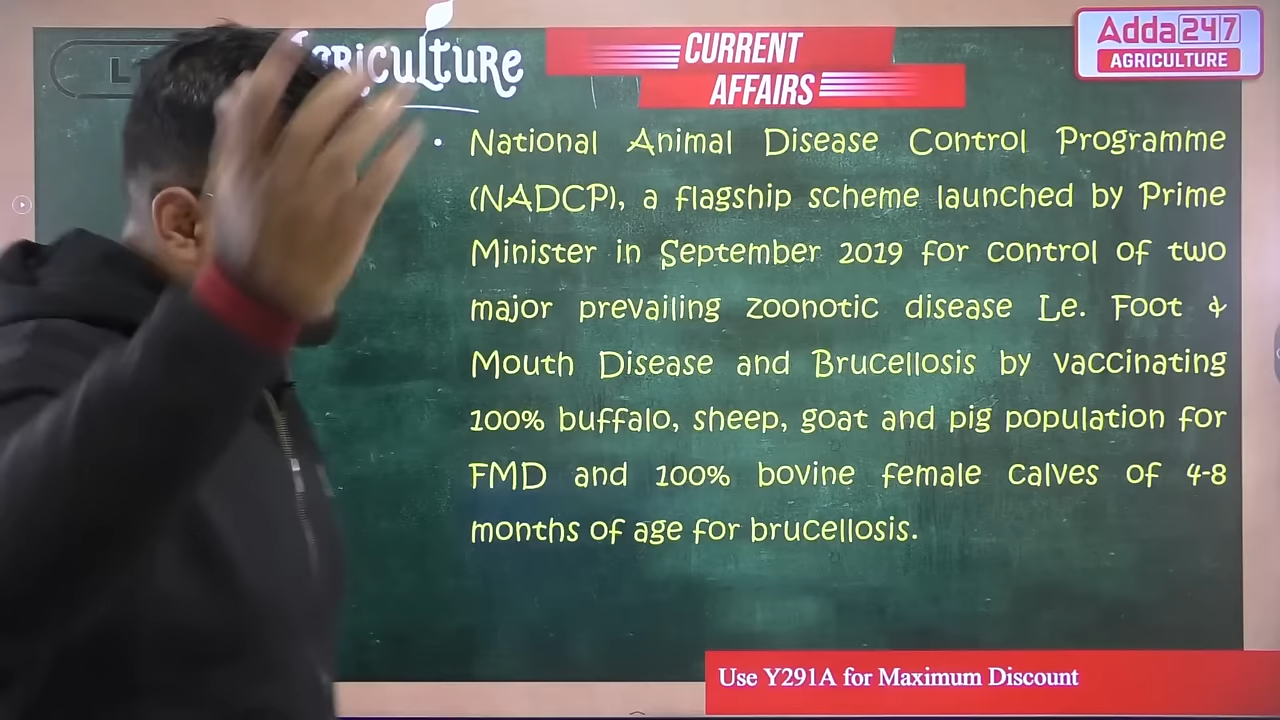 AGRICULTURE
CURRENT
AFFAIRS
Adda247
AGRICULTURE
• National Animal Disease Control Programme
(NADCP), a flagship scheme launched by Prime
Minister in September 2019 for control of two
major prevailing zoonotic disease Le. Foot &
Mouth Disease and Brucellosis by vaccinating
100% buffalo, sheep, goat and pig population for
FMD and 100% bovine female calves of 4-8
months of age for brucellosis.
Use Y291A for Maximum Discount